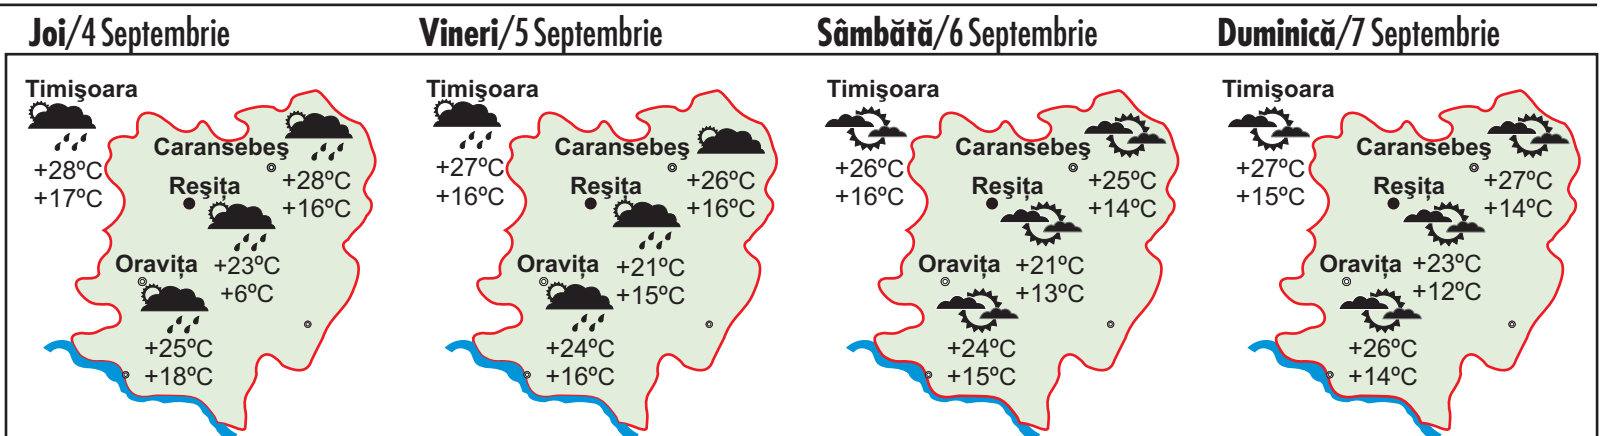 Joi/4 Septembrie
Timişoara
+28ºC
+17ºC
Caransebeş
+28ºC
+16ºC
Reşiţa
+23ºC
+6ºC
Oraviţa
+25ºC
+18ºC
Vineri/5 Septembrie
Timişoara
+27ºC
+16ºC
Caransebeş
+26ºC
+16ºC
Reşiţa
+21ºC
+15ºC
Oraviţa
+24ºC
+16ºC
Sâmbătă/6 Septembrie
Timişoara
+26ºC
+16ºC
Caransebeş
+25ºC
+14ºC
Reşiţa
+21ºC
+13ºC
Oraviţa
+24ºC
+15ºC
Duminică/7 Septembrie
Timişoara
+27ºC
+15ºC
Caransebeş
+27ºC
+14ºC
Reşiţa
+23ºC
+12ºC
Oraviţa
+26ºC
+14ºC